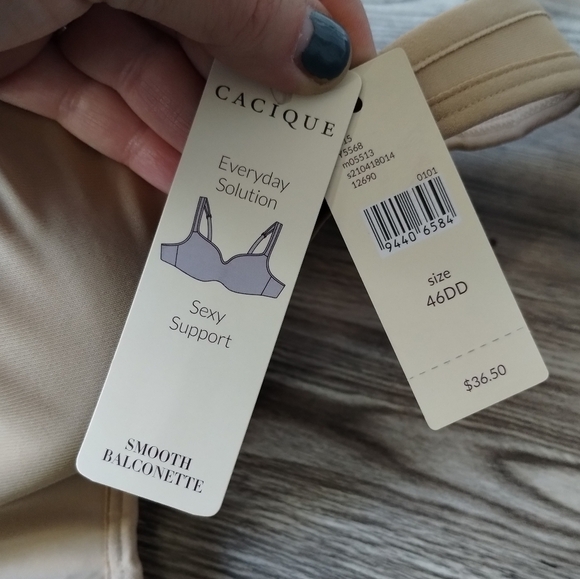 CACIQUE
Everyday
Solution
Sexy
Support
SMOOTH
BALCONETTE
m05513
s210418014
12690
0101
9440 6584
size
46DD
$36.50